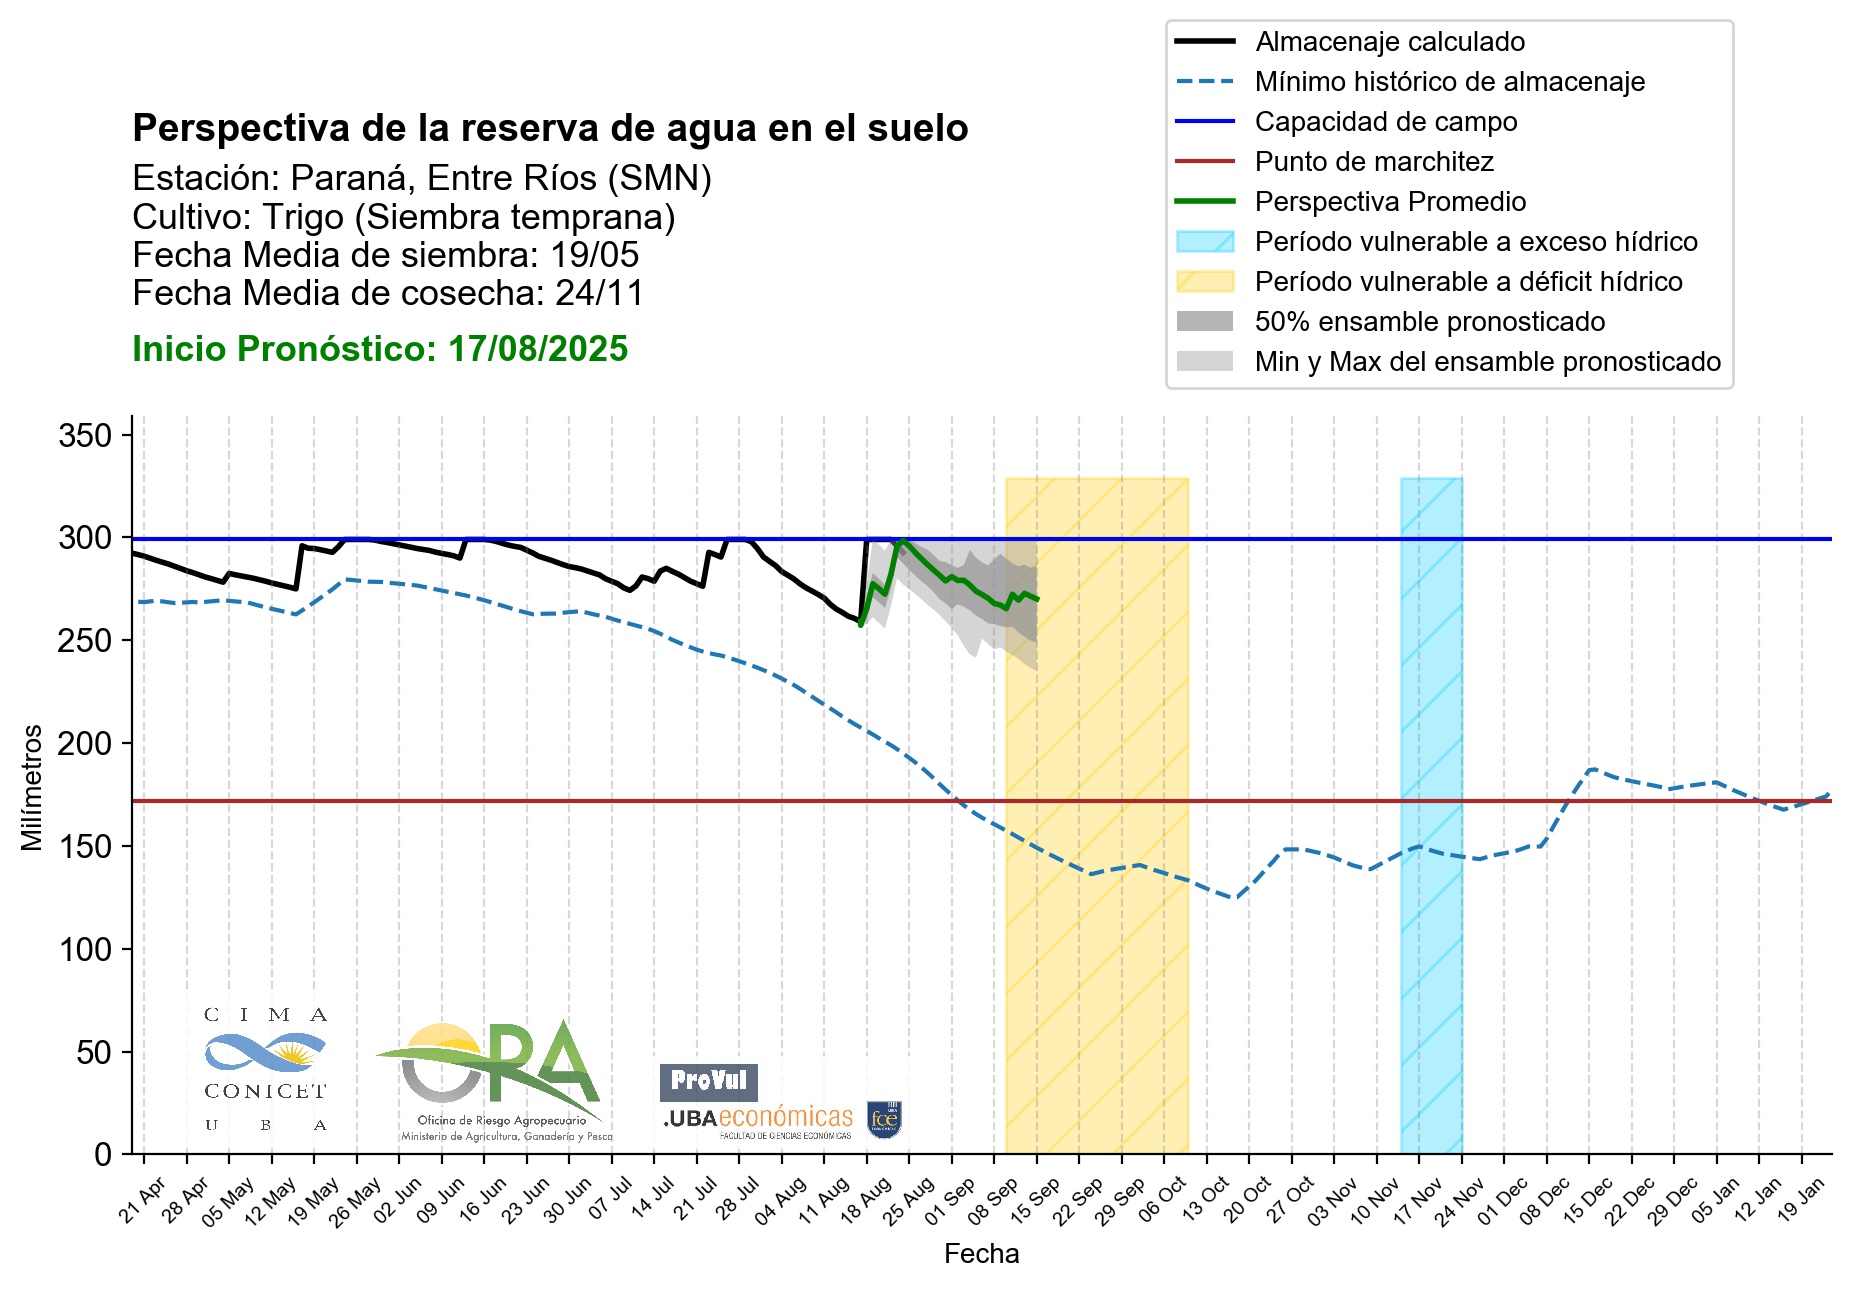 Almacenaje calculado
Mínimo histórico de almacenaje
Capacidad de campo
Punto de marchitez
Perspectiva Promedio
Período vulnerable a exceso hídrico
Período vulnerable a déficit hídrico
50% ensamble pronosticado
Min y Max del ensamble pronosticado
Perspectiva de la reserva de agua en el suelo
Estación: Paraná, Entre Ríos (SMN)
Cultivo: Trigo (Siembra temprana)
Fecha Media de siembra: 19/05
Fecha Media de cosecha: 24/11
Inicio Pronóstico: 17/08/2025
350
300
250
200
150
100
50
0
Milímetros
CIMA
CONICET
UBA
ORA
Oficina de Riesgo Agropecuario
Ministerio de Agricultura, Ganadería y Pesca
ProVul
.UBAeconómicas
FACULTAD DE CIENCIAS ECONÓMICAS
fce
21 Apr
28 Apr
05 May
12 May
19 May
26 May
02 Jun
09 Jun
16 Jun
23 Jun
30 Jun
07 Jul
14 Jul
21 Jul
28 Jul
04 Aug
11 Aug
18 Aug
25 Aug
01 Sep
08 Sep
15 Sep
22 Sep
29 Sep
06 Oct
13 Oct
20 Oct
27 Oct
03 Nov
10 Nov
17 Nov
24 Nov
01 Dec
08 Dec
15 Dec
22 Dec
29 Dec
05 Jan
12 Jan
19 Jan
Fecha